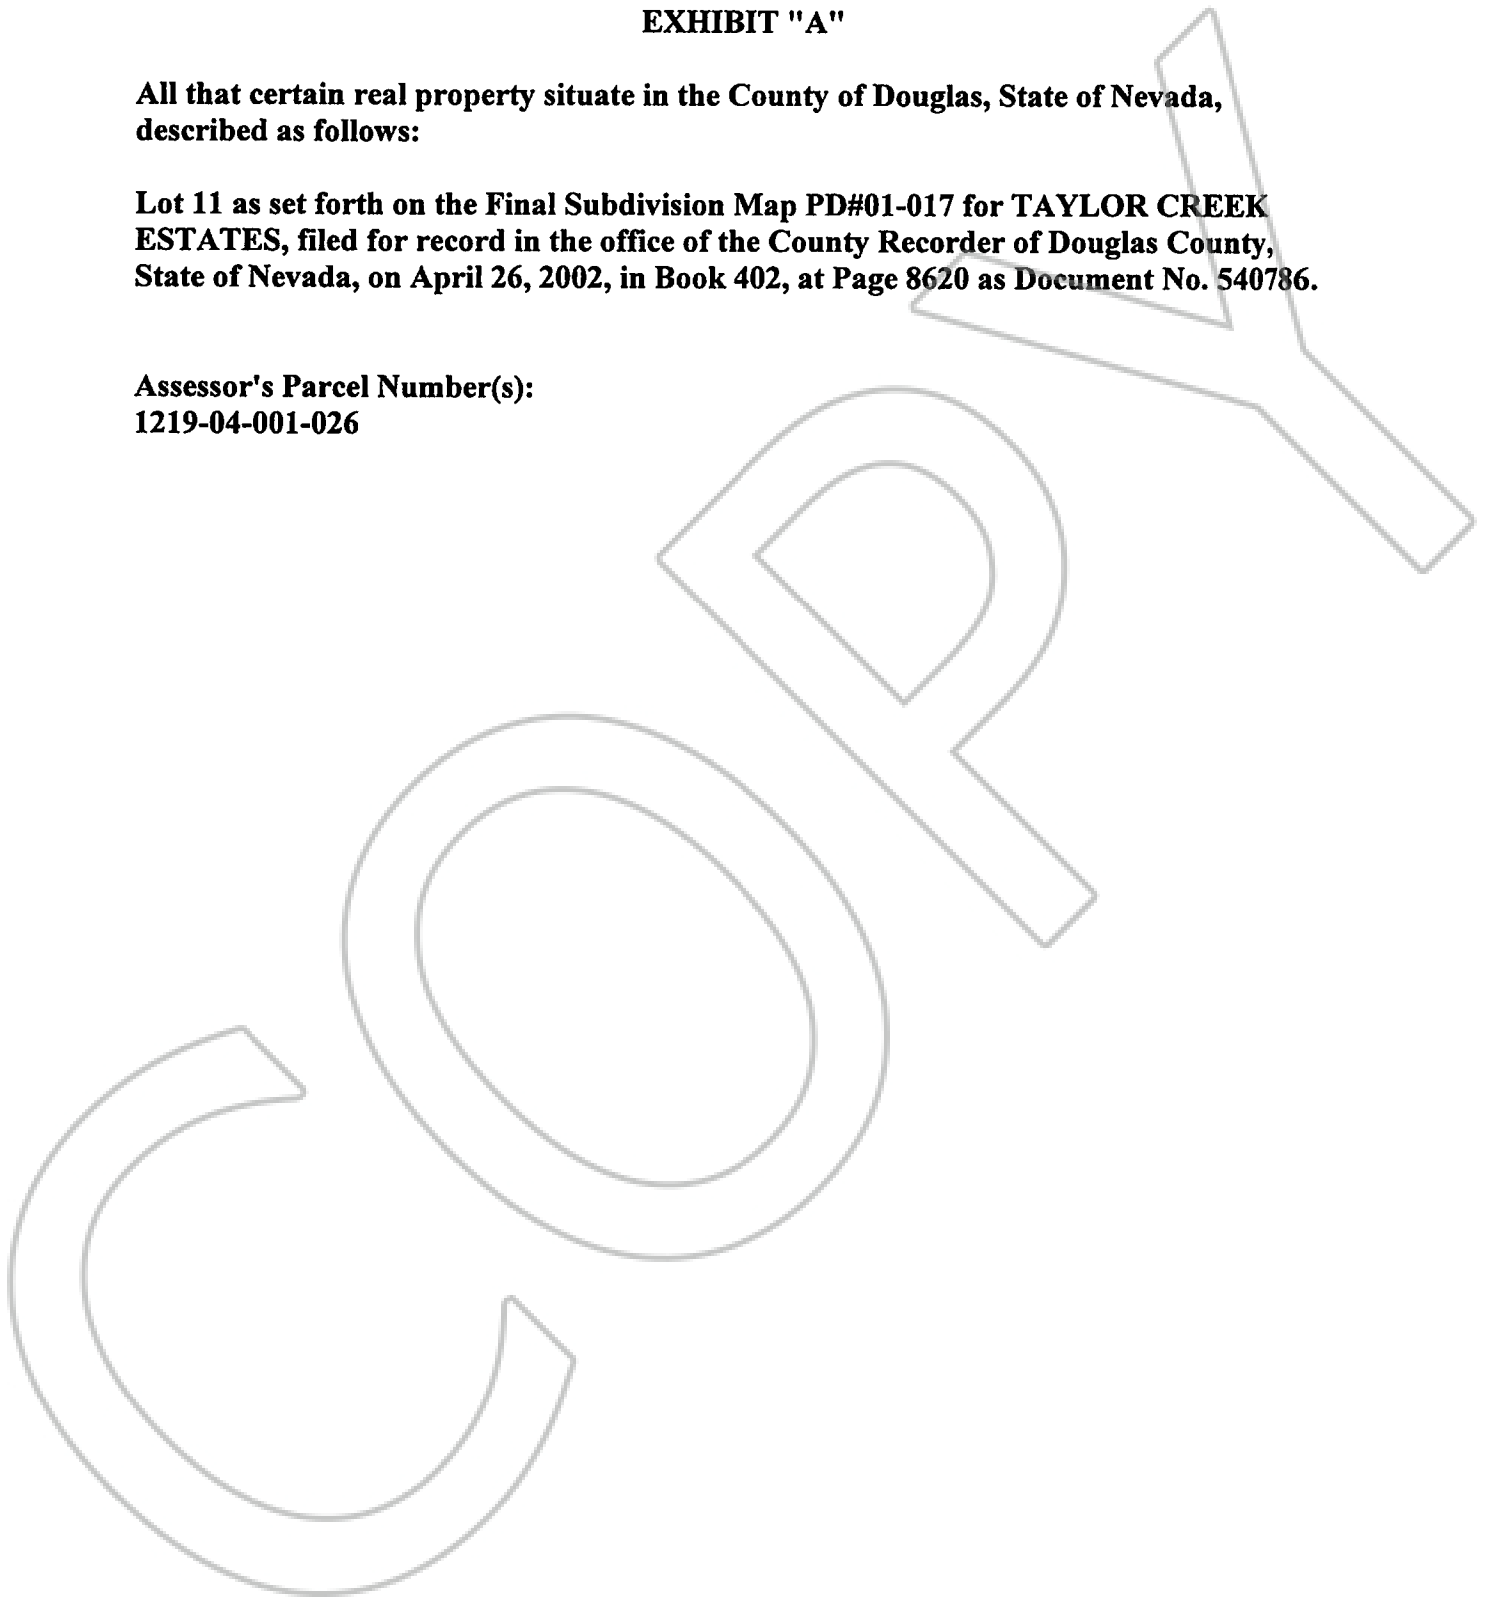 EXHIBIT "A"
All that certain real property situate in the County of Douglas, State of Nevada,
described as follows:
Lot 11 as set forth on the Final Subdivision Map PD#01-017 for TAYLOR CREEK
ESTATES, filed for record in the office of the County Recorder of Douglas County,
State of Nevada, on April 26, 2002, in Book 402, at Page 8620 as Document No. 540786.
Assessor's Parcel Number(s):
1219-04-001-026
COPY